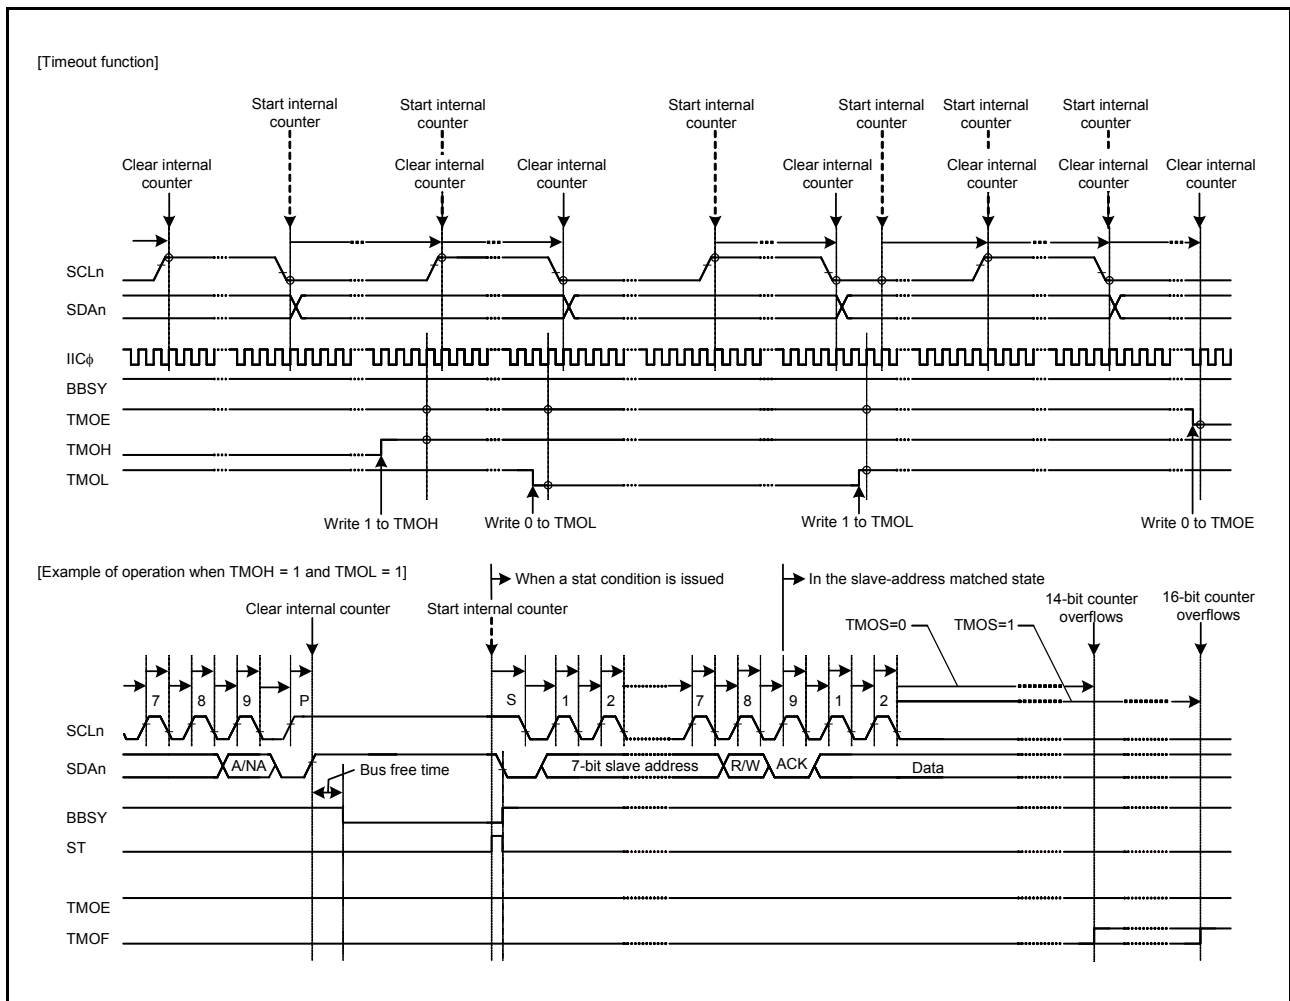 [Timeout function]
Start internal
counter
Start internal
counter
Start internal
counter
Start internal
counter
Start internal
counter
Start internal
counter
Clear internal
counter
Clear internal
counter
Clear internal
counter
Clear internal
counter
Clear internal
counter
Clear internal
counter
Clear internal
counter
SCLn
SDAn
IICϕ
BBSY
TMOE
TMOH
TMOL
Write 1 to TMOH
Write 0 to TMOL
Write 1 to TMOL
Write 0 to TMOE
[Example of operation when TMOH = 1 and TMOL = 1]
When a stat condition is issued
In the slave-address matched state
Clear internal counter
Start internal counter
14-bit counter
overflows
16-bit counter
overflows
TMOS=0
TMOS=1
7 8 9 P S 1 2 7 8 9 1 2
SCLn
SDAn
A/NA
Bus free time
7-bit slave address
R/W
ACK
Data
BBSY
ST
TMOE
TMOF